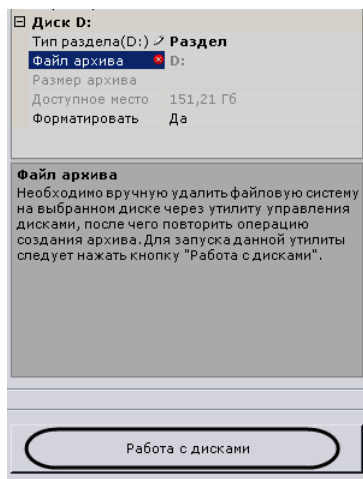 Диск D:
Тип раздела(D:) Раздел
Файл архива D:
Размер архива
Доступное место 151,21 Гб
Форматировать Да
Файл архива
Необходимо вручную удалить файловую систему
на выбранном диске через утилиту управления
дисками, после чего повторить операцию
создания архива. Для запуска данной утилиты
следует нажать кнопку "Работа с дисками".
Работа с дисками